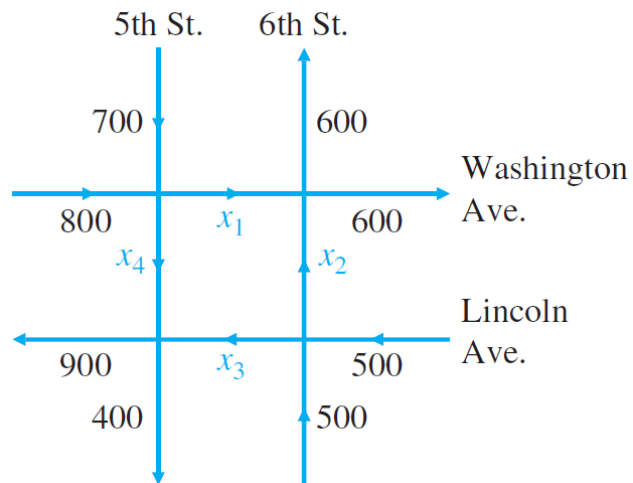 5th St. 6th St.
700 600
Washington
Ave.
800 x1 600
x4 x2
Lincoln
Ave.
900 x3 500
400 500